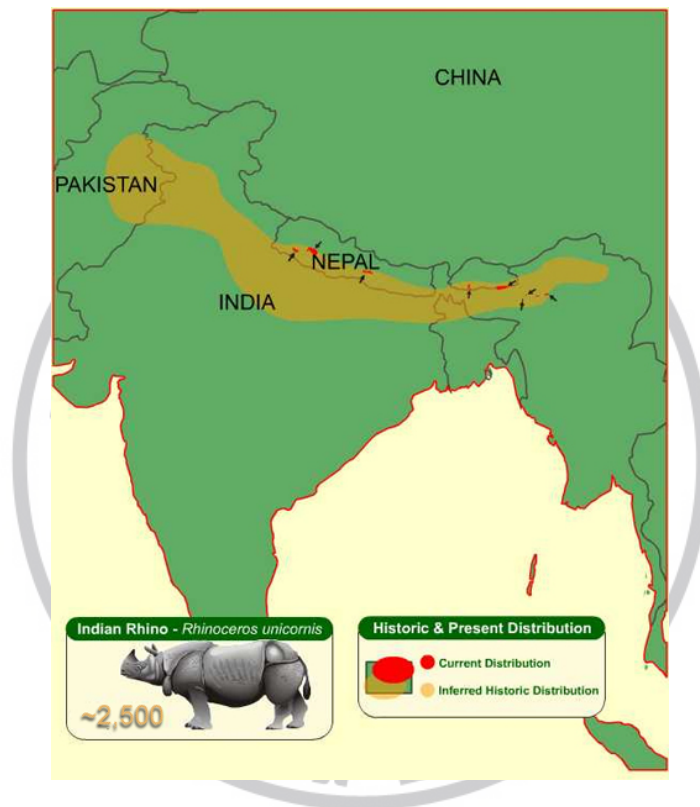 CHINA
PAKISTAN
NEPAL
INDIA
Indian Rhino - Rhinoceros unicornis
~2,500
Historic & Present Distribution
Current Distribution
Inferred Historic Distribution